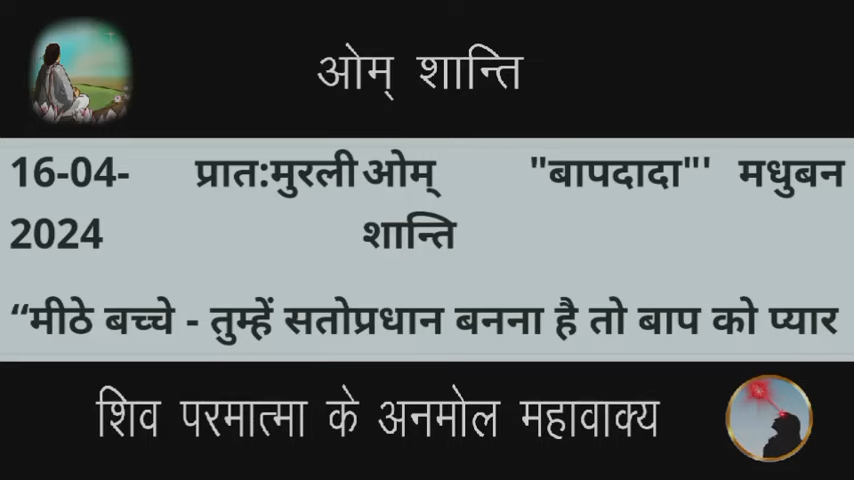 ओम् शान्ति
16-04- प्रात:मुरली ओम् "बापदादा"' मधुबन
2024 शान्ति
“मीठे बच्चे - तुम्हें सतोप्रधान बनना है तो बाप को प्यार
शिव परमात्मा के अनमोल महावाक्य